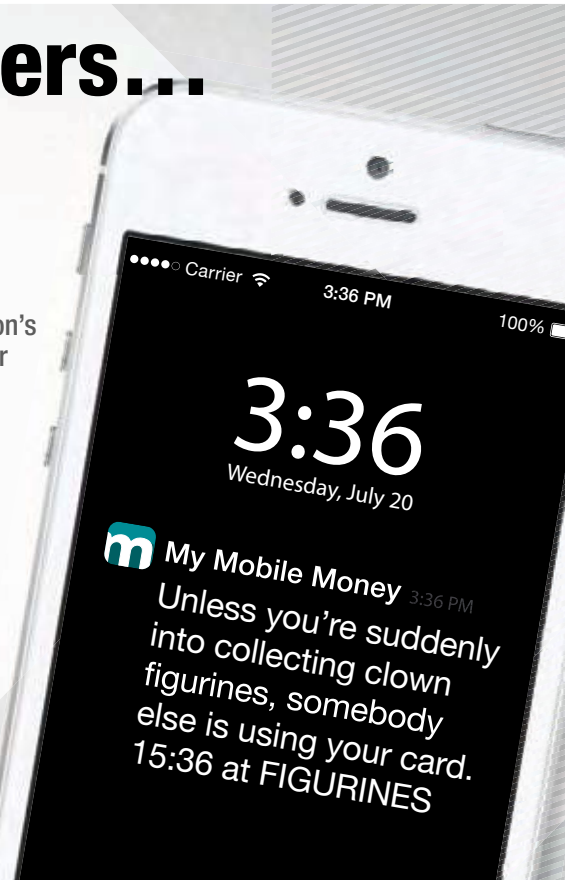 ers...
on's
r
Carrier
3:36 PM
100%
3:36
Wednesday, July 20
m My Mobile Money 3:36 PM
Unless you're suddenly
into collecting clown
figurines, somebody
else is using your card.
15:36 at FIGURINES